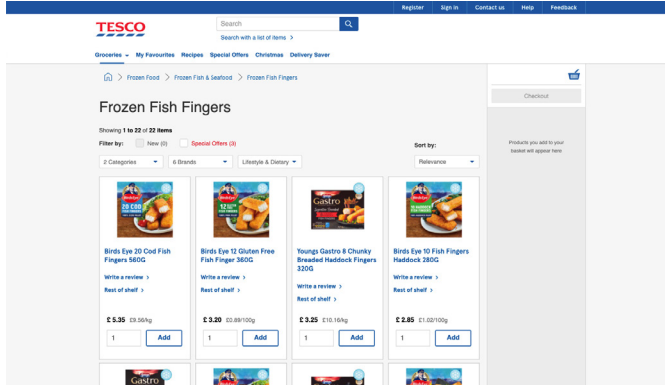 Register Sign in Contact us Help Feedback
TESCO
Search
Search with a list of items >
Groceries My Favourites Recipes Special Offers Christmas Delivery Saver
> Frozen Food > Frozen Fish & Seafood > Frozen Fish Fingers
Checkout
Products you add to your
basket will appear here
Frozen Fish Fingers
Showing 1 to 22 of 22 items
Filter by: New (0) Special Offers (3)
Sort by:
2 Categories 6 Brands Lifestyle & Dietary Relevance
Birds Eye 20 Cod Fish
Fingers 560G
Write a review >
Rest of shelf >
£ 5.35 £9.56/kg
1 Add
Birds Eye 12 Gluten Free
Fish Finger 360G
Write a review >
Rest of shelf >
£ 3.20 £0.89/100g
1 Add
Gastro
Youngs Gastro 8 Chunky
Breaded Haddock Fingers
320G
Write a review >
Rest of shelf >
£ 3.25 £10.16/kg
1 Add
Birds Eye 10 Fish Fingers
Haddock 280G
Write a review >
Rest of shelf >
£ 2.85 £1.02/100g
1 Add
Gastro